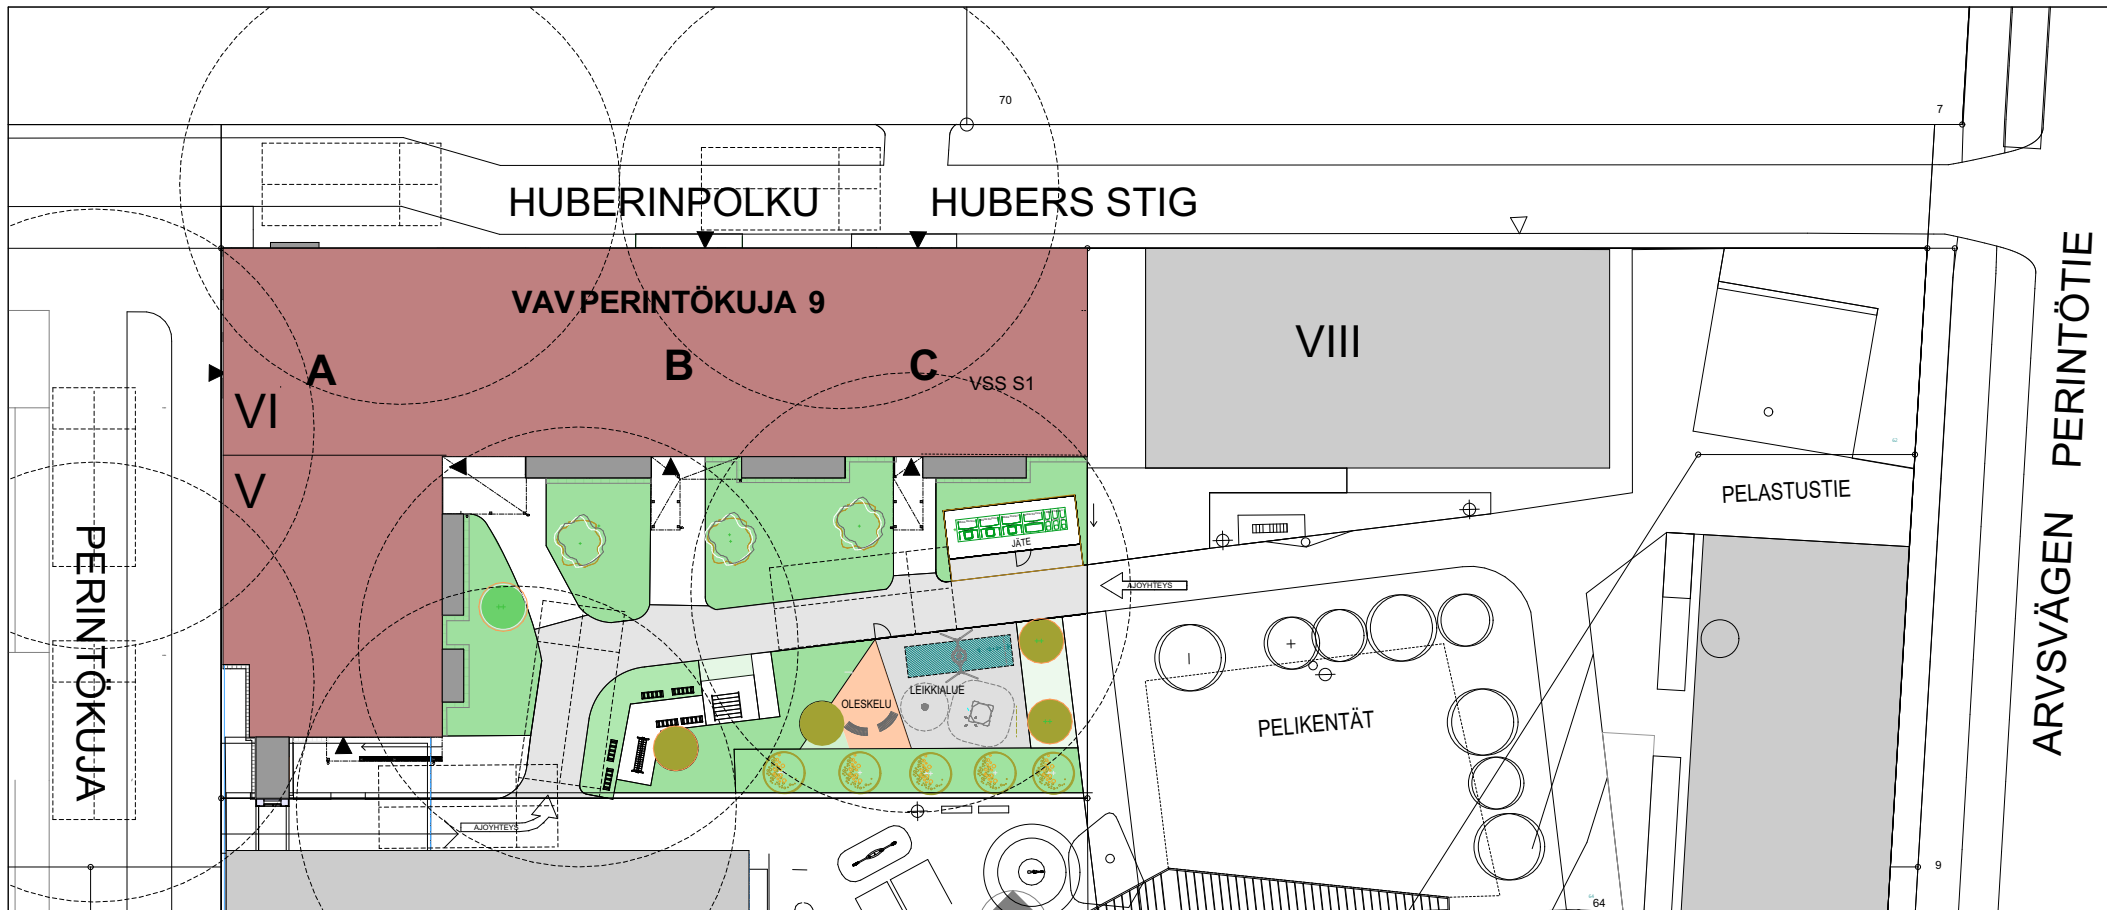 70
7
HUBERINPOLKU HUBERS STIG
VAV PERINTÖKUJA 9
A
B
C
VSS S1
VI
V
VIII
PELASTUSTIE
PERINTÖTIE
ARVSVÄGEN
PERINTÖKUJA
JÄTE
AJOYHTEYS
LEIKKIALUE
OLESKELU
PELIKENTÄT
AJOYHTEYS
9
64